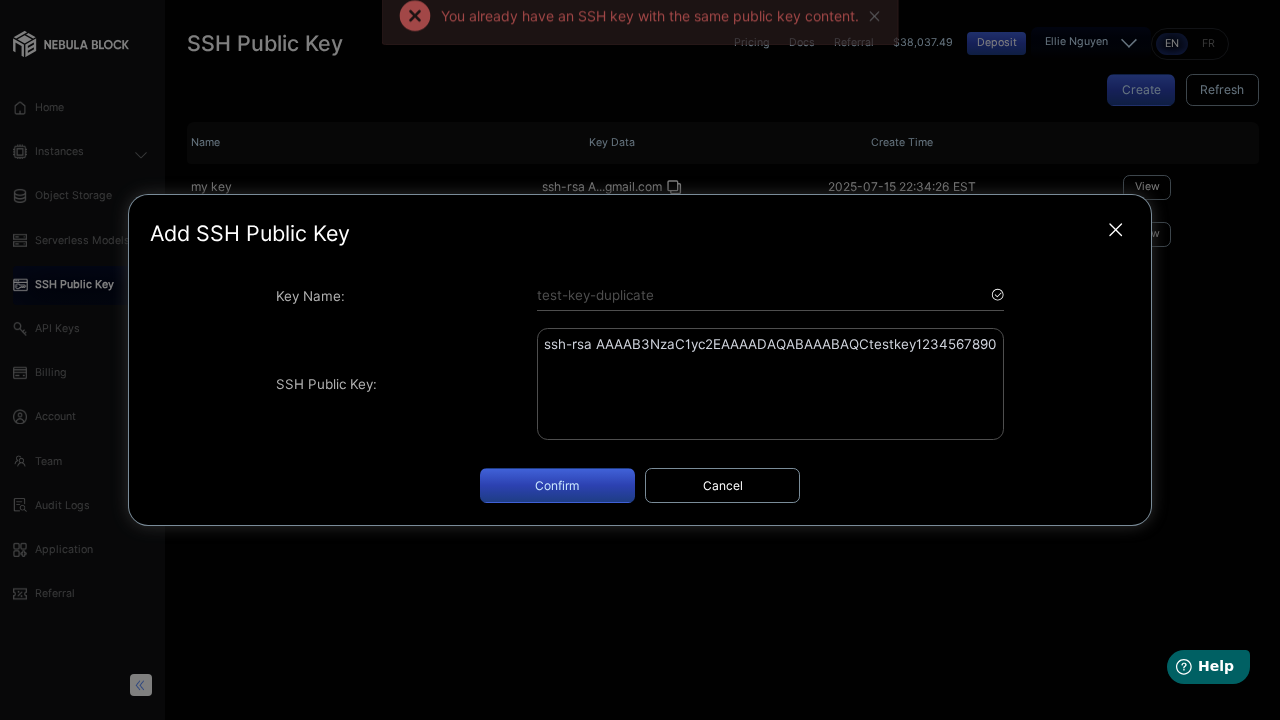 You already have an SSH key with the same public key content.
NEBULA BLOCK
SSH Public Key
Pricing
Docs
Referral
$38,037.49
Deposit
Ellie Nguyen
EN
FR
Create
Refresh
Home
Instances
Object Storage
Serverless Models
SSH Public Key
API Keys
Billing
Account
Team
Audit Logs
Application
Referral
Name
Key Data
Create Time
my key
ssh-rsa A...gmail.com
2025-07-15 22:34:26 EST
View
Add SSH Public Key
Key Name:
test-key-duplicate
SSH Public Key:
ssh-rsa AAAAB3NzaC1yc2EAAAADAQABAAABAQCtestkey1234567890
Confirm
Cancel
Help